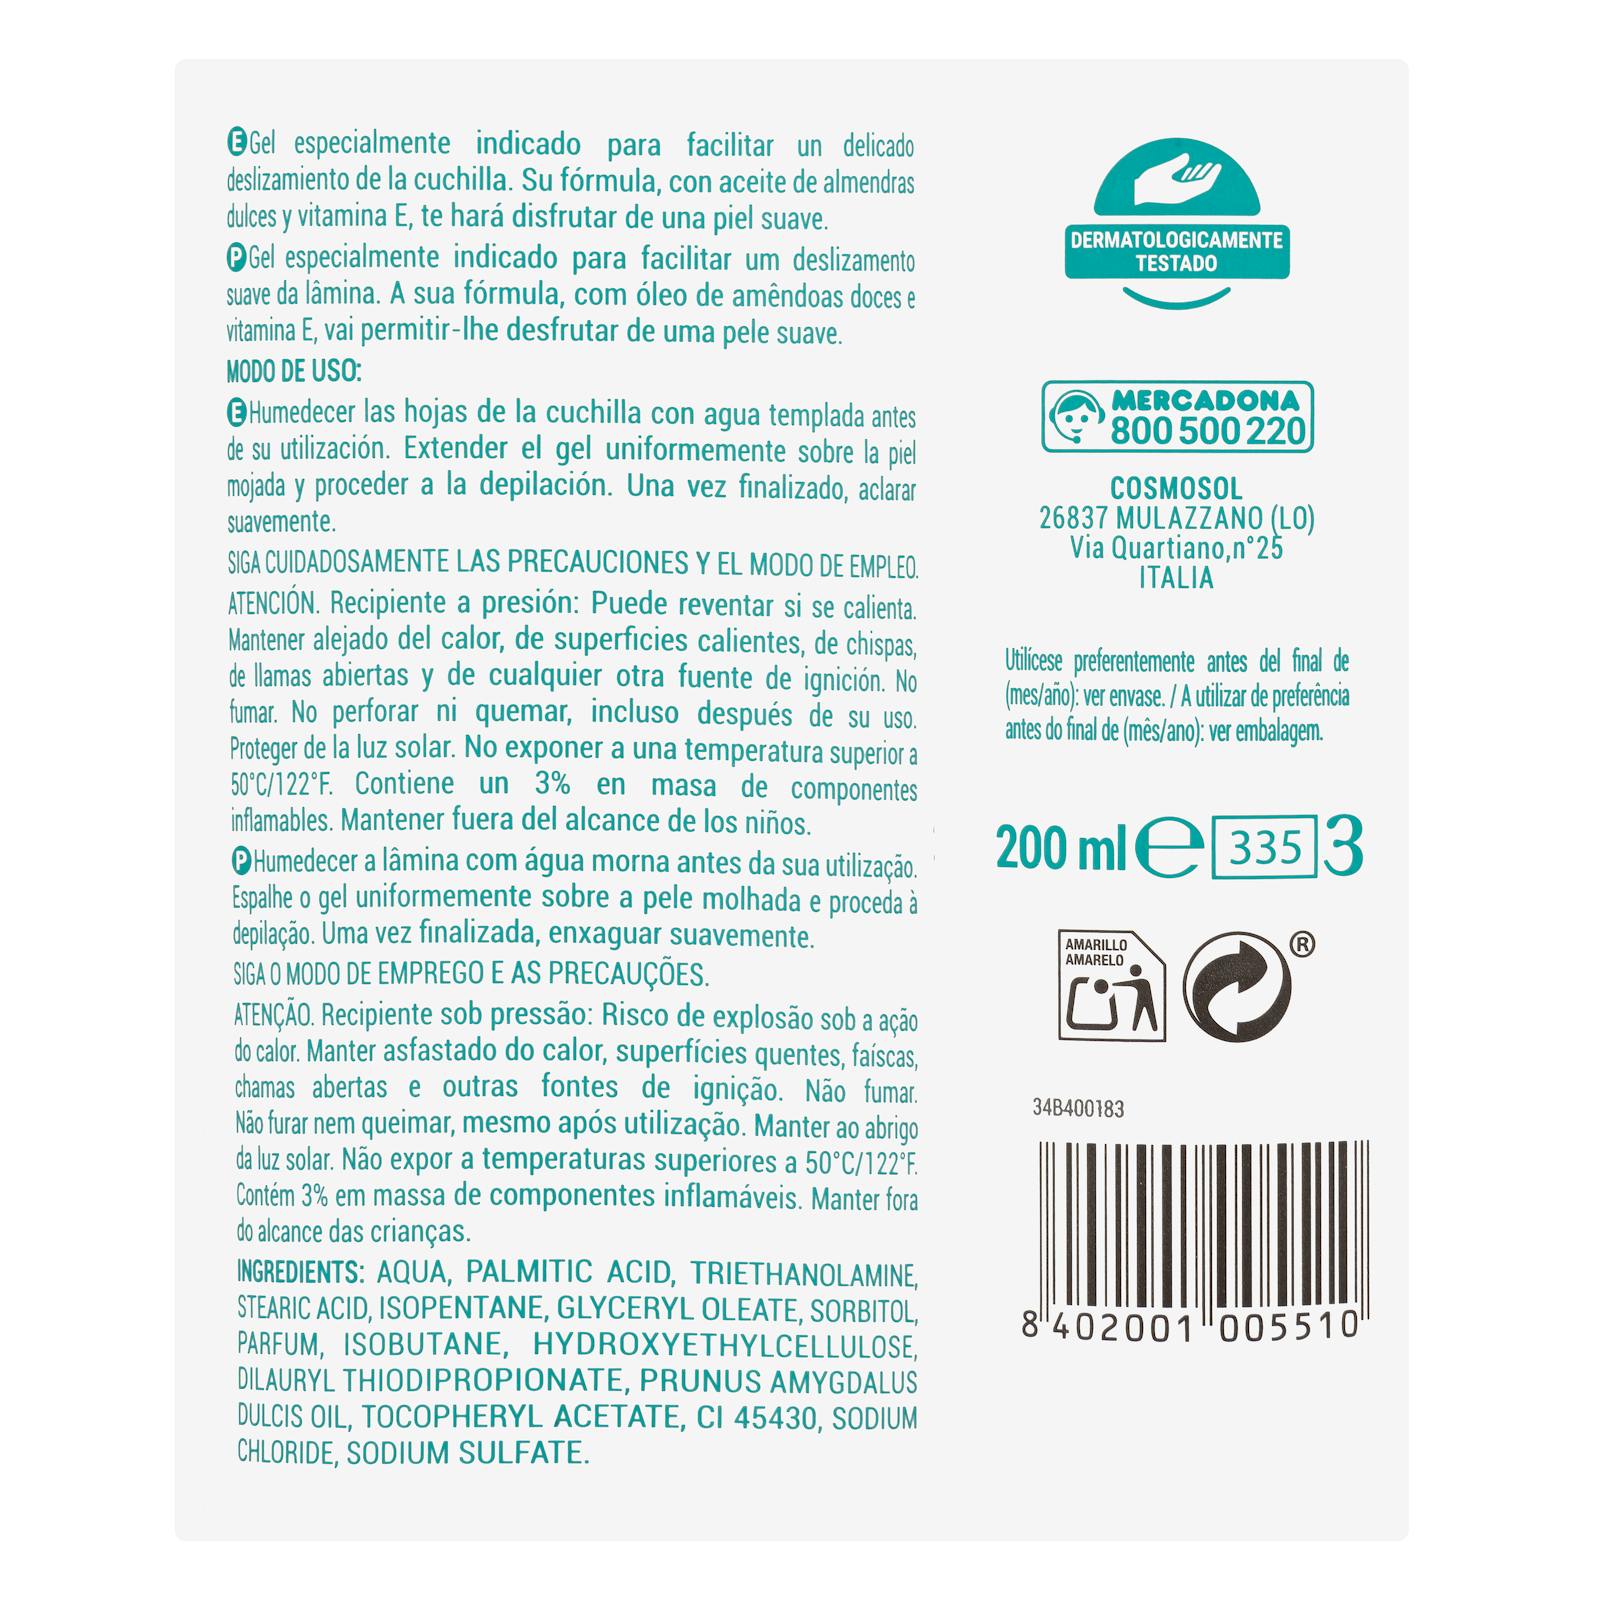 E Gel especialmente indicado para facilitar un delicado
deslizamiento de la cuchilla. Su fórmula, con aceite de almendras
dulces y vitamina E, te hará disfrutar de una piel suave.
P Gel especialmente indicado para facilitar um deslizamento
suave da lâmina. A sua fórmula, com óleo de amêndoas doces e
vitamina E, vai permitir-lhe desfrutar de uma pele suave.
MODO DE USO:
E Humedecer las hojas de la cuchilla con agua templada antes
de su utilización. Extender el gel uniformemente sobre la piel
mojada y proceder a la depilación. Una vez finalizado, aclarar
suavemente.
SIGA CUIDADOSAMENTE LAS PRECAUCIONES Y EL MODO DE EMPLEO.
ATENCIÓN. Recipiente a presión: Puede reventar si se calienta.
Mantener alejado del calor, de superficies calientes, de chispas,
de llamas abiertas y de cualquier otra fuente de ignición. No
fumar. No perforar ni quemar, incluso después de su uso.
Proteger de la luz solar. No exponer a una temperatura superior a
50°C/122°F. Contiene un 3% en masa de componentes
inflamables. Mantener fuera del alcance de los niños.
P Humedecer a lâmina com água morna antes da sua utilização.
Espalhe o gel uniformemente sobre a pele molhada e proceda à
depilação. Uma vez finalizada, enxaguar suavemente.
SIGA O MODO DE EMPREGO E AS PRECAUÇÕES.
ATENÇÃO. Recipiente sob pressão: Risco de explosão sob a ação
do calor. Manter asfastado do calor, superfícies quentes, faíscas,
chamas abertas e outras fontes de ignição. Não fumar.
Não furar nem queimar, mesmo após utilização. Manter ao abrigo
da luz solar. Não expor a temperaturas superiores a 50°C/122°F.
Contém 3% em massa de componentes inflamáveis. Manter fora
do alcance das crianças.
INGREDIENTS: AQUA, PALMITIC ACID, TRIETHANOLAMINE,
STEARIC ACID, ISOPENTANE, GLYCERYL OLEATE, SORBITOL,
PARFUM, ISOBUTANE, HYDROXYETHYLCELLULOSE,
DILAURYL THIODIPROPIONATE, PRUNUS AMYGDALUS
DULCIS OIL, TOCOPHERYL ACETATE, CI 45430, SODIUM
CHLORIDE, SODIUM SULFATE.
DERMATOLOGICAMENTE
TESTADO
MERCADONA
800 500 220
COSMOSOL
26837 MULAZZANO (LO)
Via Quartiano,n°25
ITALIA
Utilícese preferentemente antes del final de
(mes/año): ver envase. / A utilizar de preferência
antes do final de (mês/ano): ver embalagem.
200 ml e 335 3
AMARILLO
AMARELO
®
34B400183
8 402001 005510